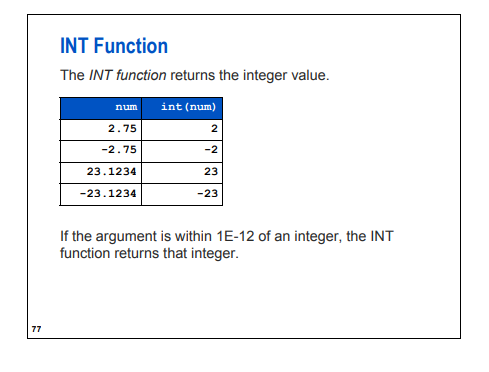 INT Function
The INT function returns the integer value.
num int(num)
2.75 2
-2.75 -2
23.1234 23
-23.1234 -23
If the argument is within 1E-12 of an integer, the INT
function returns that integer.
77